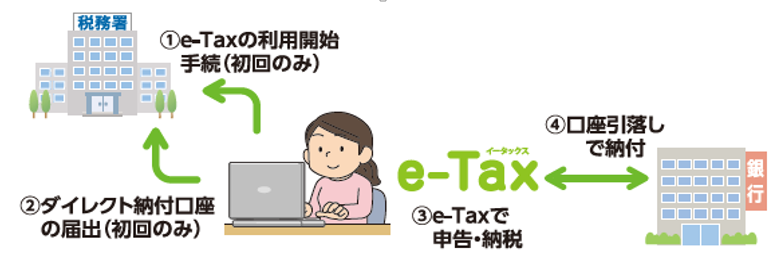 税務署
①e-Taxの利用開始
手続(初回のみ)
②ダイレクト納付口座
の届出(初回のみ)
イータックス
e-Tax
③e-Taxで
申告・納税
④口座引落し
で納付
銀行